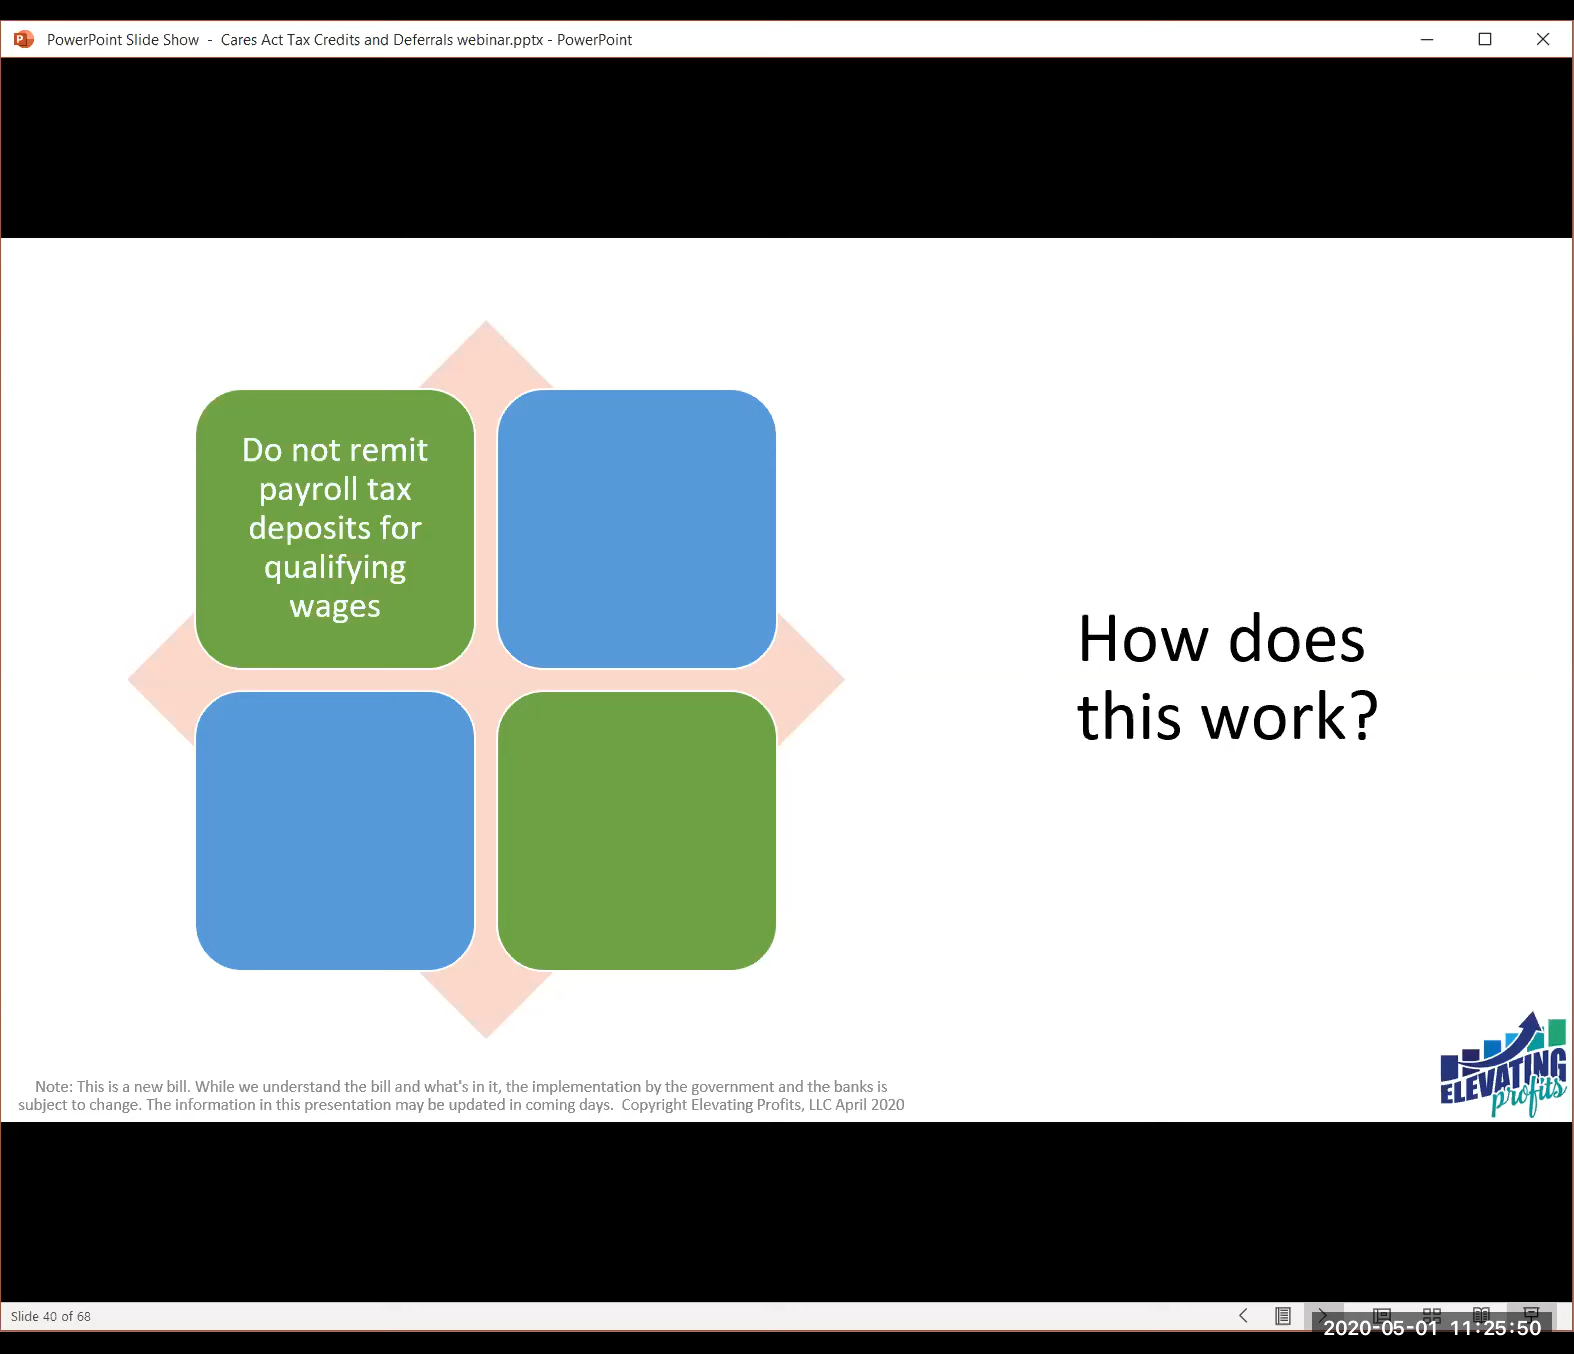 PowerPoint Slide Show - Cares Act Tax Credits and Deferrals webinar.pptx - PowerPoint
Do not remit
payroll tax
deposits for
qualifying
wages
How does
this work?
Note: This is a new bill. While we understand the bill and what's in it, the implementation by the government and the banks is
subject to change. The information in this presentation may be updated in coming days. Copyright Elevating Profits, LLC April 2020
ELEVATING
profits
Slide 40 of 68
2020-05-01 11:25:50